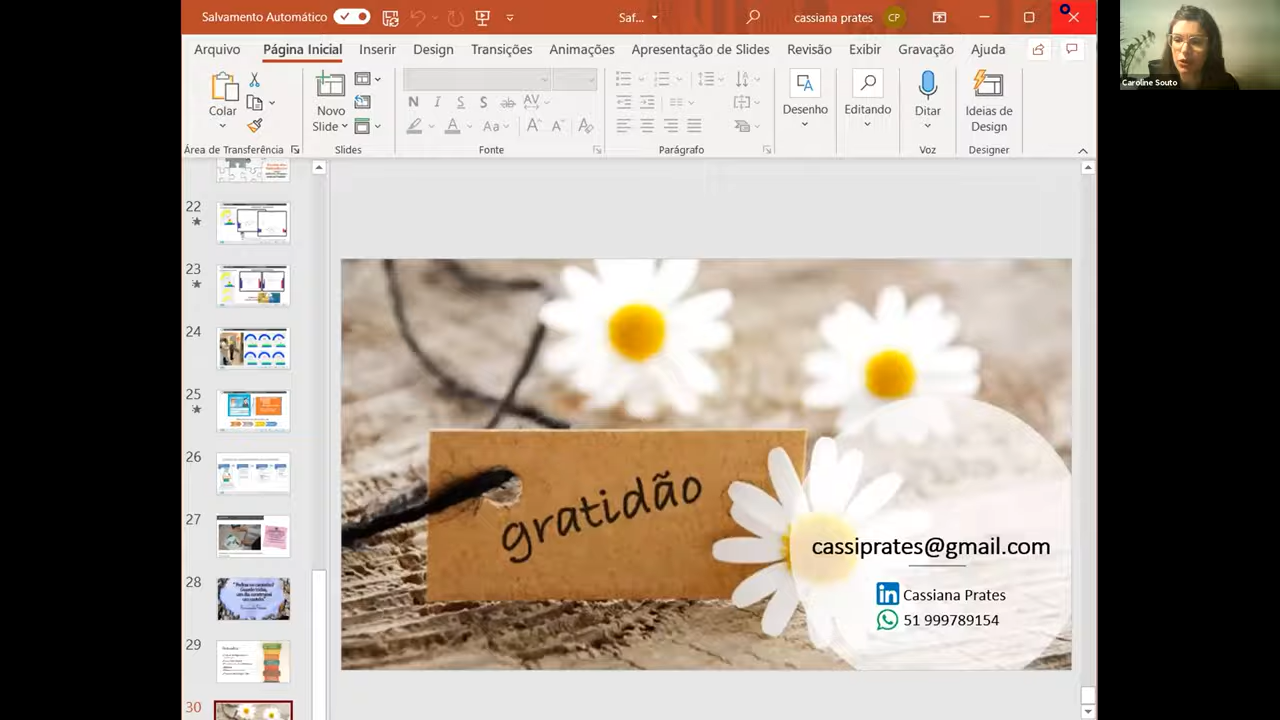 Salvamento Automático
Saf...
cassiana prates
CP
Arquivo
Página Inicial
Inserir
Design
Transições
Animações
Apresentação de Slides
Revisão
Exibir
Gravação
Ajuda
Colar
Novo
Slide
Desenho
Editando
Ditar
Ideias de
Design
Área de Transferência
Slides
Fonte
Parágrafo
Voz
Designer
Caroline Souto
22
23
24
25
26
27
28
29
30
gratidão
cassiprates@gmail.com
Cassiana Prates
51 999789154